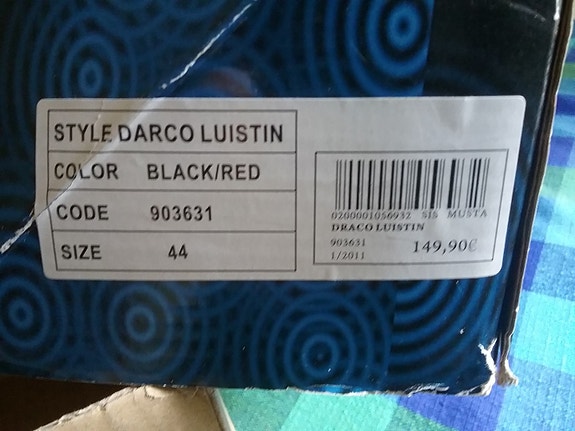 STYLE DARCO LUISTIN
COLOR BLACK/RED
CODE 903631
SIZE 44
0200001056932 SIS MUSTA
DRACO LUISTIN
903631
1/2011 149,90€